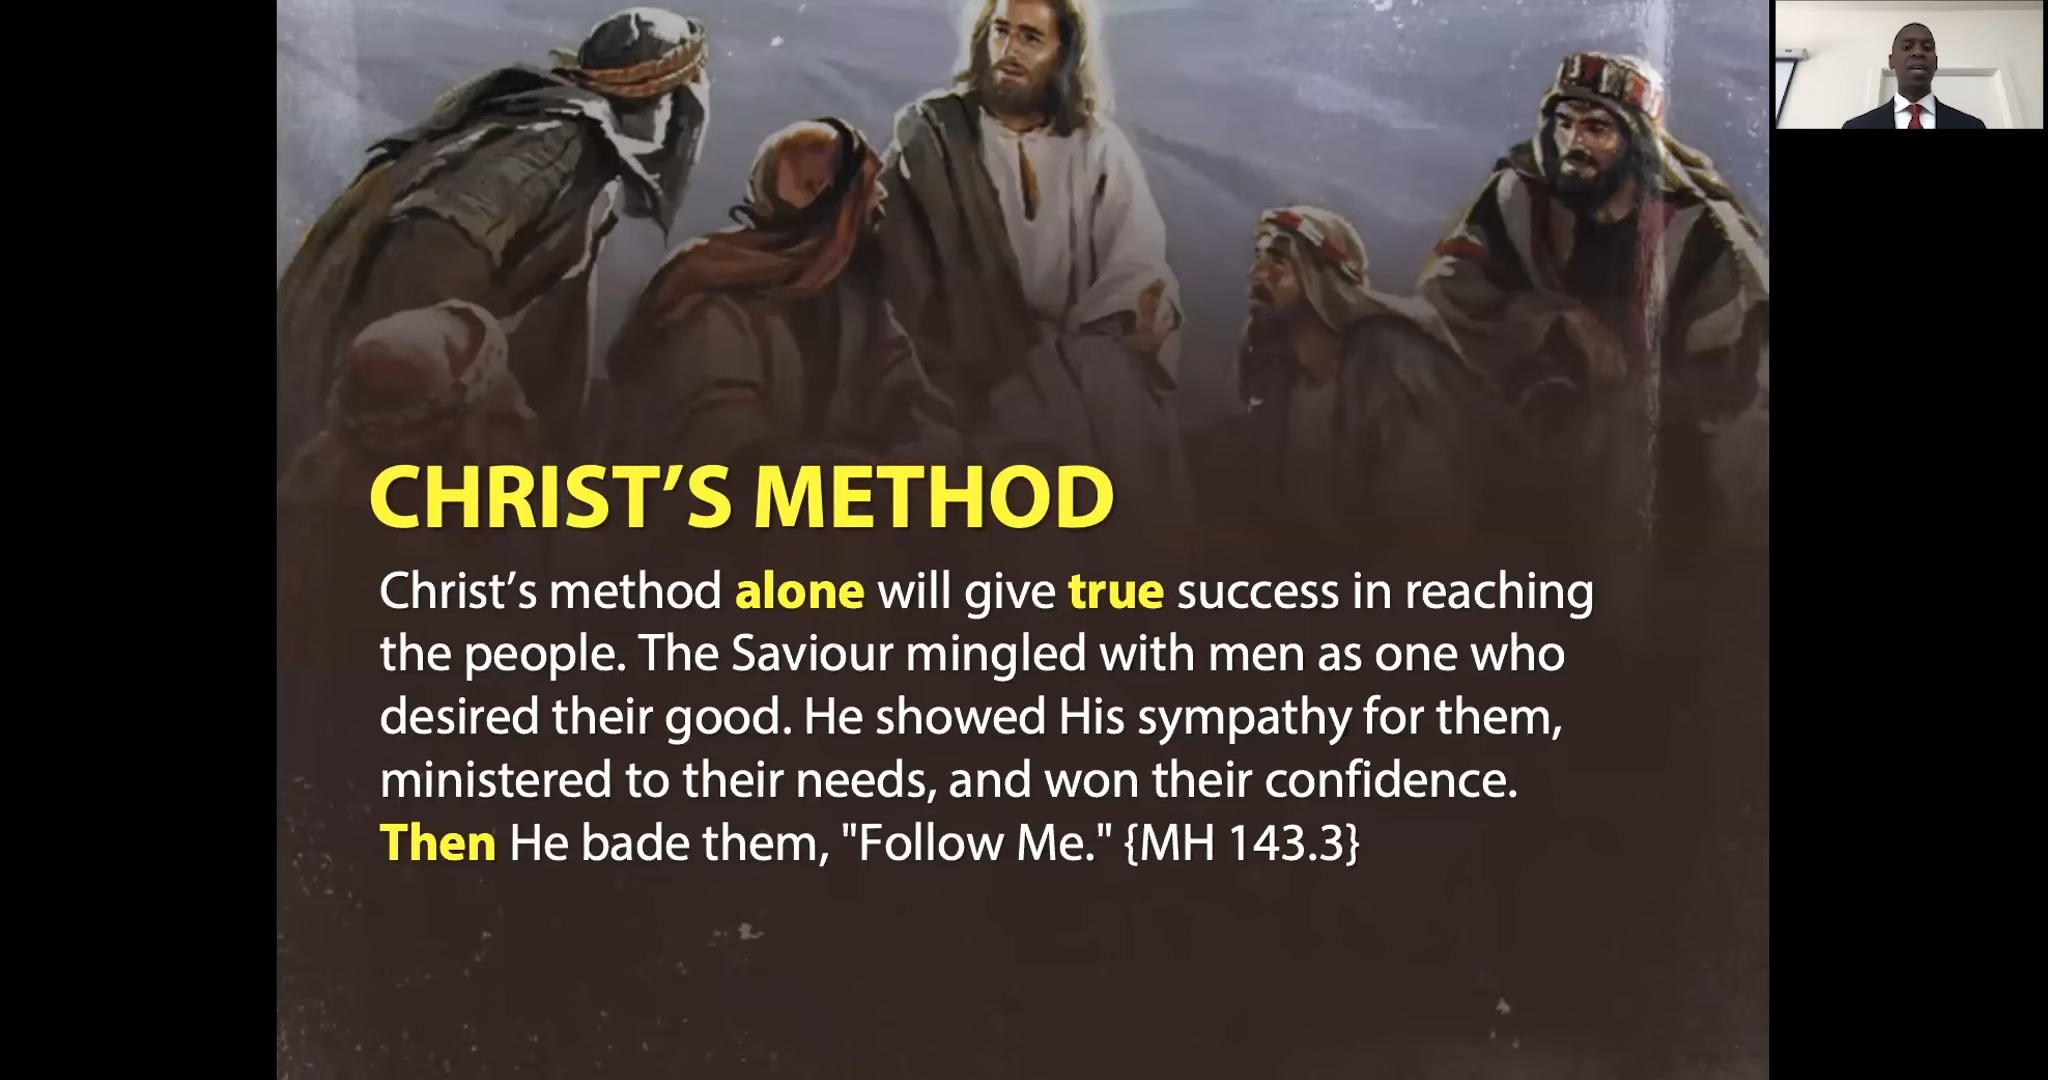 CHRIST’S METHOD
Christ’s method alone will give true success in reaching
the people. The Saviour mingled with men as one who
desired their good. He showed His sympathy for them,
ministered to their needs, and won their confidence.
Then He bade them, "Follow Me." {MH 143.3}